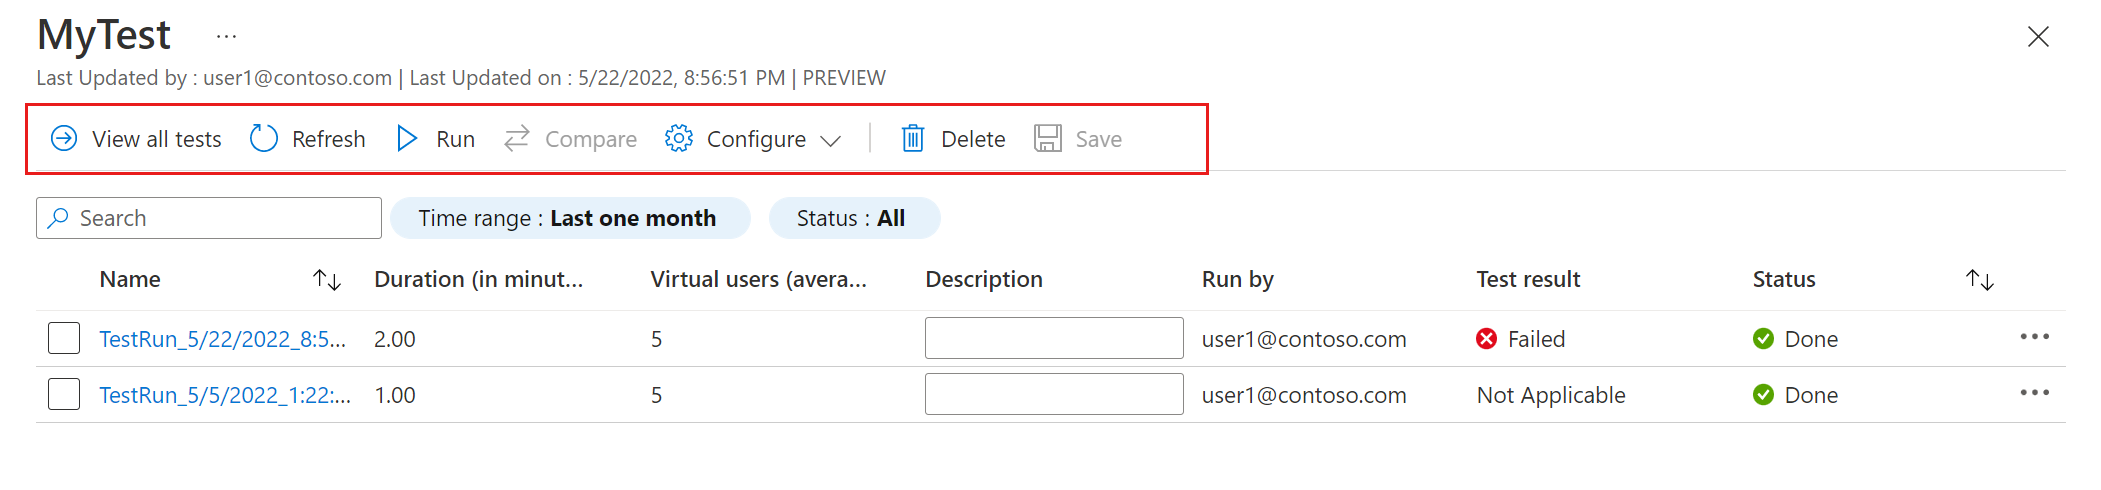 MyTest ...
Last Updated by : user1@contoso.com | Last Updated on : 5/22/2022, 8:56:51 PM | PREVIEW
View all tests Refresh Run Compare Configure Delete Save
Search Time range : Last one month Status : All
Name Duration (in minut... Virtual users (avera... Description Run by Test result Status
TestRun_5/22/2022_8:5... 2.00 5 user1@contoso.com Failed Done ...
TestRun_5/5/2022_1:22:... 1.00 5 user1@contoso.com Not Applicable Done ...